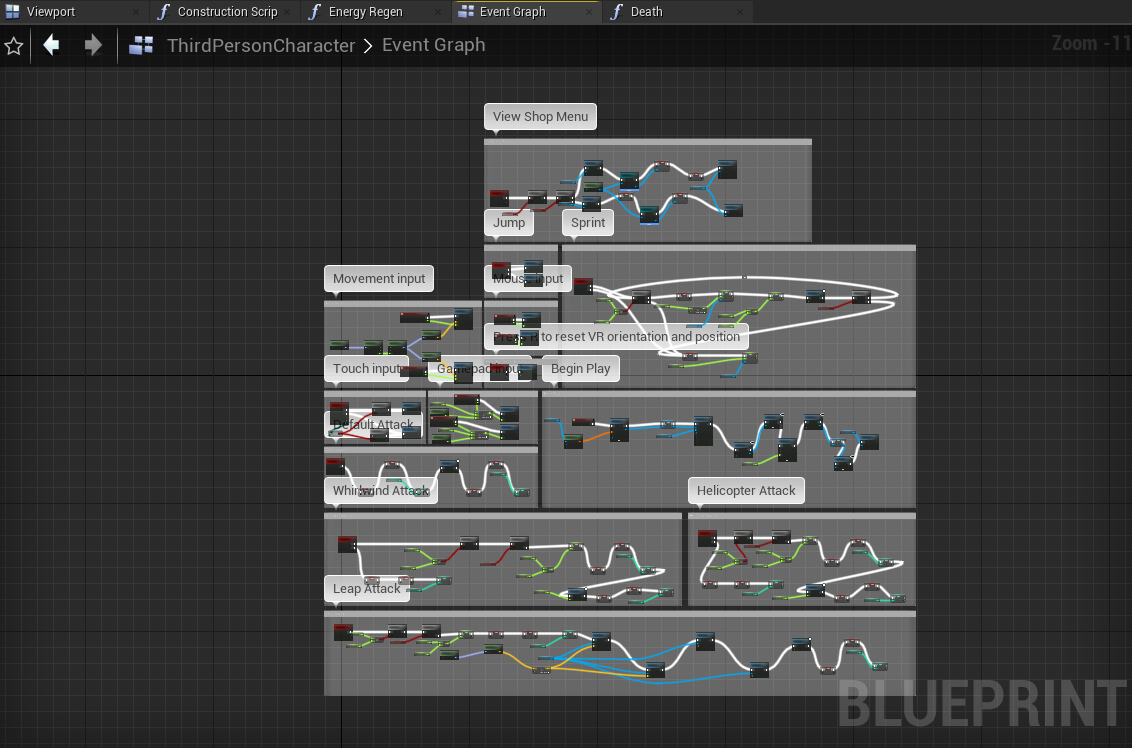 Viewport
Construction Scrip
Energy Regen
Event Graph
Death
ThirdPersonCharacter > Event Graph
Zoom -11
View Shop Menu
Jump
Sprint
Movement input
Mouse input
Press R to reset VR orientation and position
Touch input
Gamepad input
Begin Play
Default Attack
Whirlwind Attack
Helicopter Attack
Leap Attack
BLUEPRINT